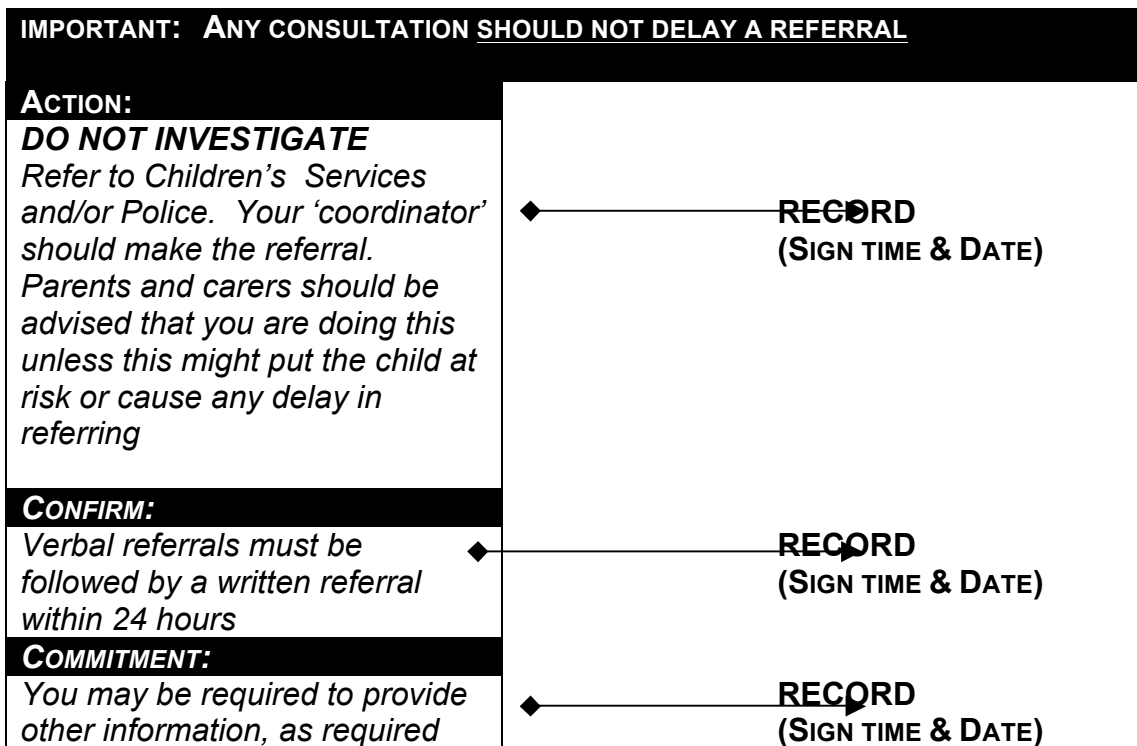 IMPORTANT: ANY CONSULTATION SHOULD NOT DELAY A REFERRAL
ACTION:
DO NOT INVESTIGATE
Refer to Children’s Services
and/or Police. Your ‘coordinator’
should make the referral.
Parents and carers should be
advised that you are doing this
unless this might put the child at
risk or cause any delay in
referring
RECORD
(SIGN TIME & DATE)
CONFIRM:
Verbal referrals must be
followed by a written referral
within 24 hours
RECORD
(SIGN TIME & DATE)
COMMITMENT:
You may be required to provide
other information, as required
RECORD
(SIGN TIME & DATE)